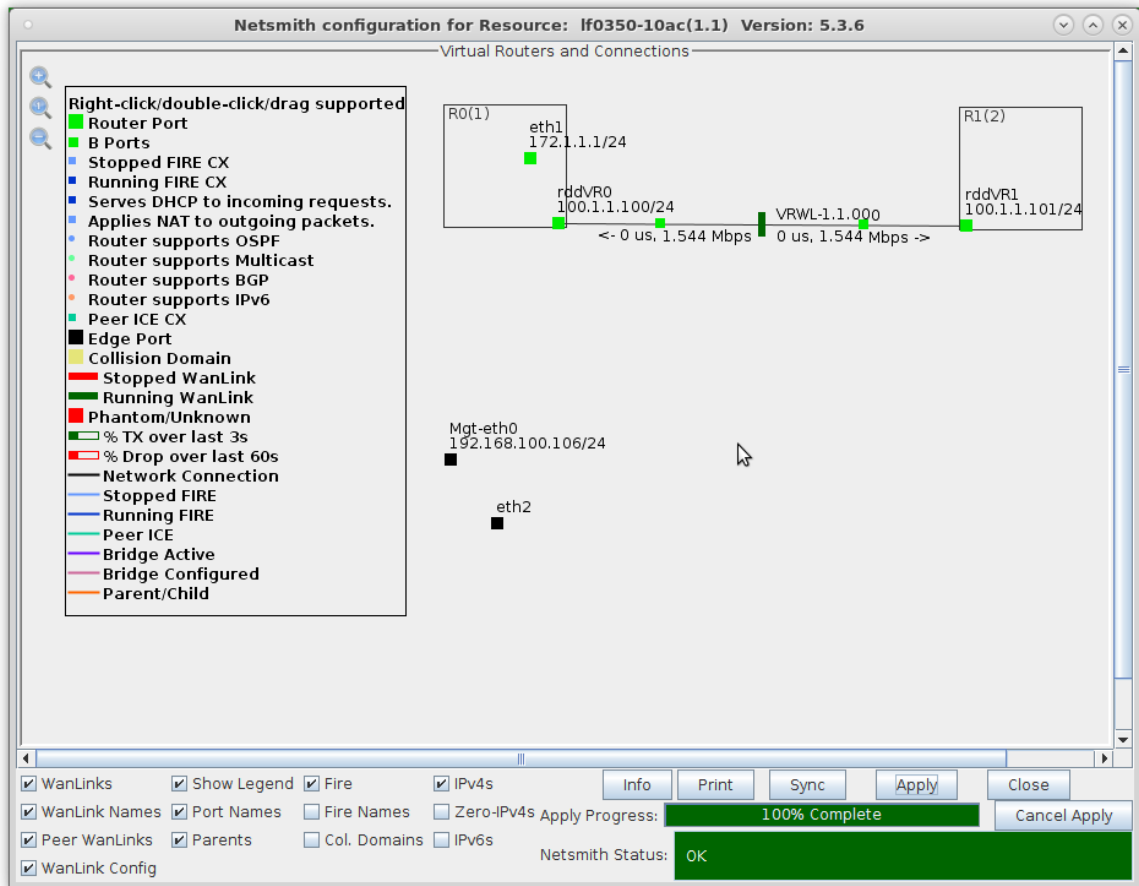 Netsmith configuration for Resource:  lf0350-10ac(1.1)  Version: 5.3.6
Virtual Routers and Connections
Right-click/double-click/drag supported
Router Port
B Ports
Stopped FIRE CX
Running FIRE CX
Serves DHCP to incoming requests.
Applies NAT to outgoing packets.
Router supports OSPF
Router supports Multicast
Router supports BGP
Router supports IPv6
Peer ICE CX
Edge Port
Collision Domain
Stopped WanLink
Running WanLink
Phantom/Unknown
% TX over last 3s
% Drop over last 60s
Network Connection
Stopped FIRE
Running FIRE
Peer ICE
Bridge Active
Bridge Configured
Parent/Child
R0(1)
eth1
172.1.1.1/24
rddVR0
100.1.1.100/24
VRWL-1.1.000
<- 0 us, 1.544 Mbps
0 us, 1.544 Mbps ->
R1(2)
rddVR1
100.1.1.101/24
Mgt-eth0
192.168.100.106/24
eth2
WanLinks Show Legend Fire IPv4s Info Print Sync Apply Close
WanLink Names Port Names Fire Names Zero-IPv4s Apply Progress: 100% Complete Cancel Apply
Peer WanLinks Parents Col. Domains IPv6s Netsmith Status: OK
WanLink Config